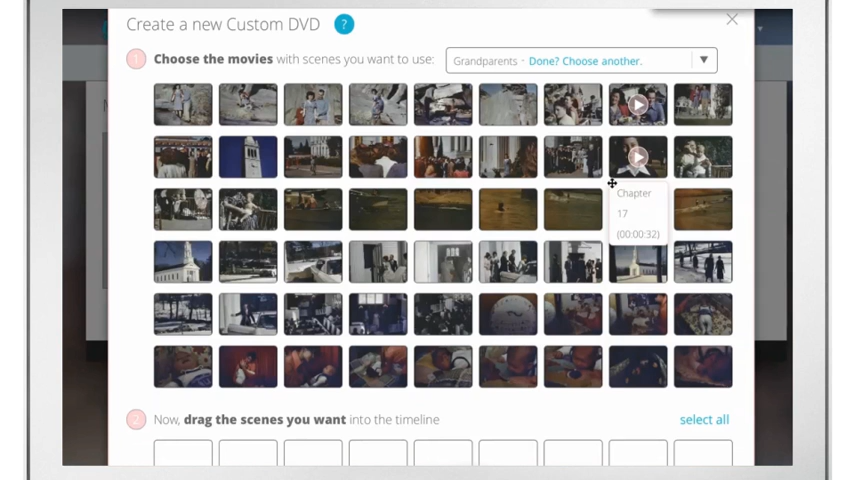 Create a new Custom DVD ?
1 Choose the movies with scenes you want to use:
Grandparents - Done? Choose another.
Chapter
17
(00:00:32)
2 Now, drag the scenes you want into the timeline
select all